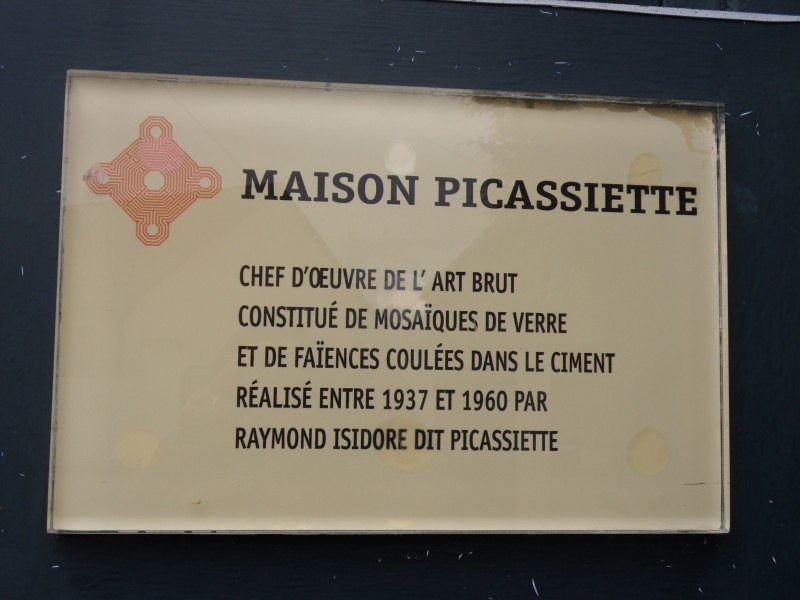 MAISON PICASSIETTE
CHEF D'ŒUVRE DE L' ART BRUT
CONSTITUÉ DE MOSAÏQUES DE VERRE
ET DE FAÏENCES COULÉES DANS LE CIMENT
RÉALISÉ ENTRE 1937 ET 1960 PAR
RAYMOND ISIDORE DIT PICASSIETTE